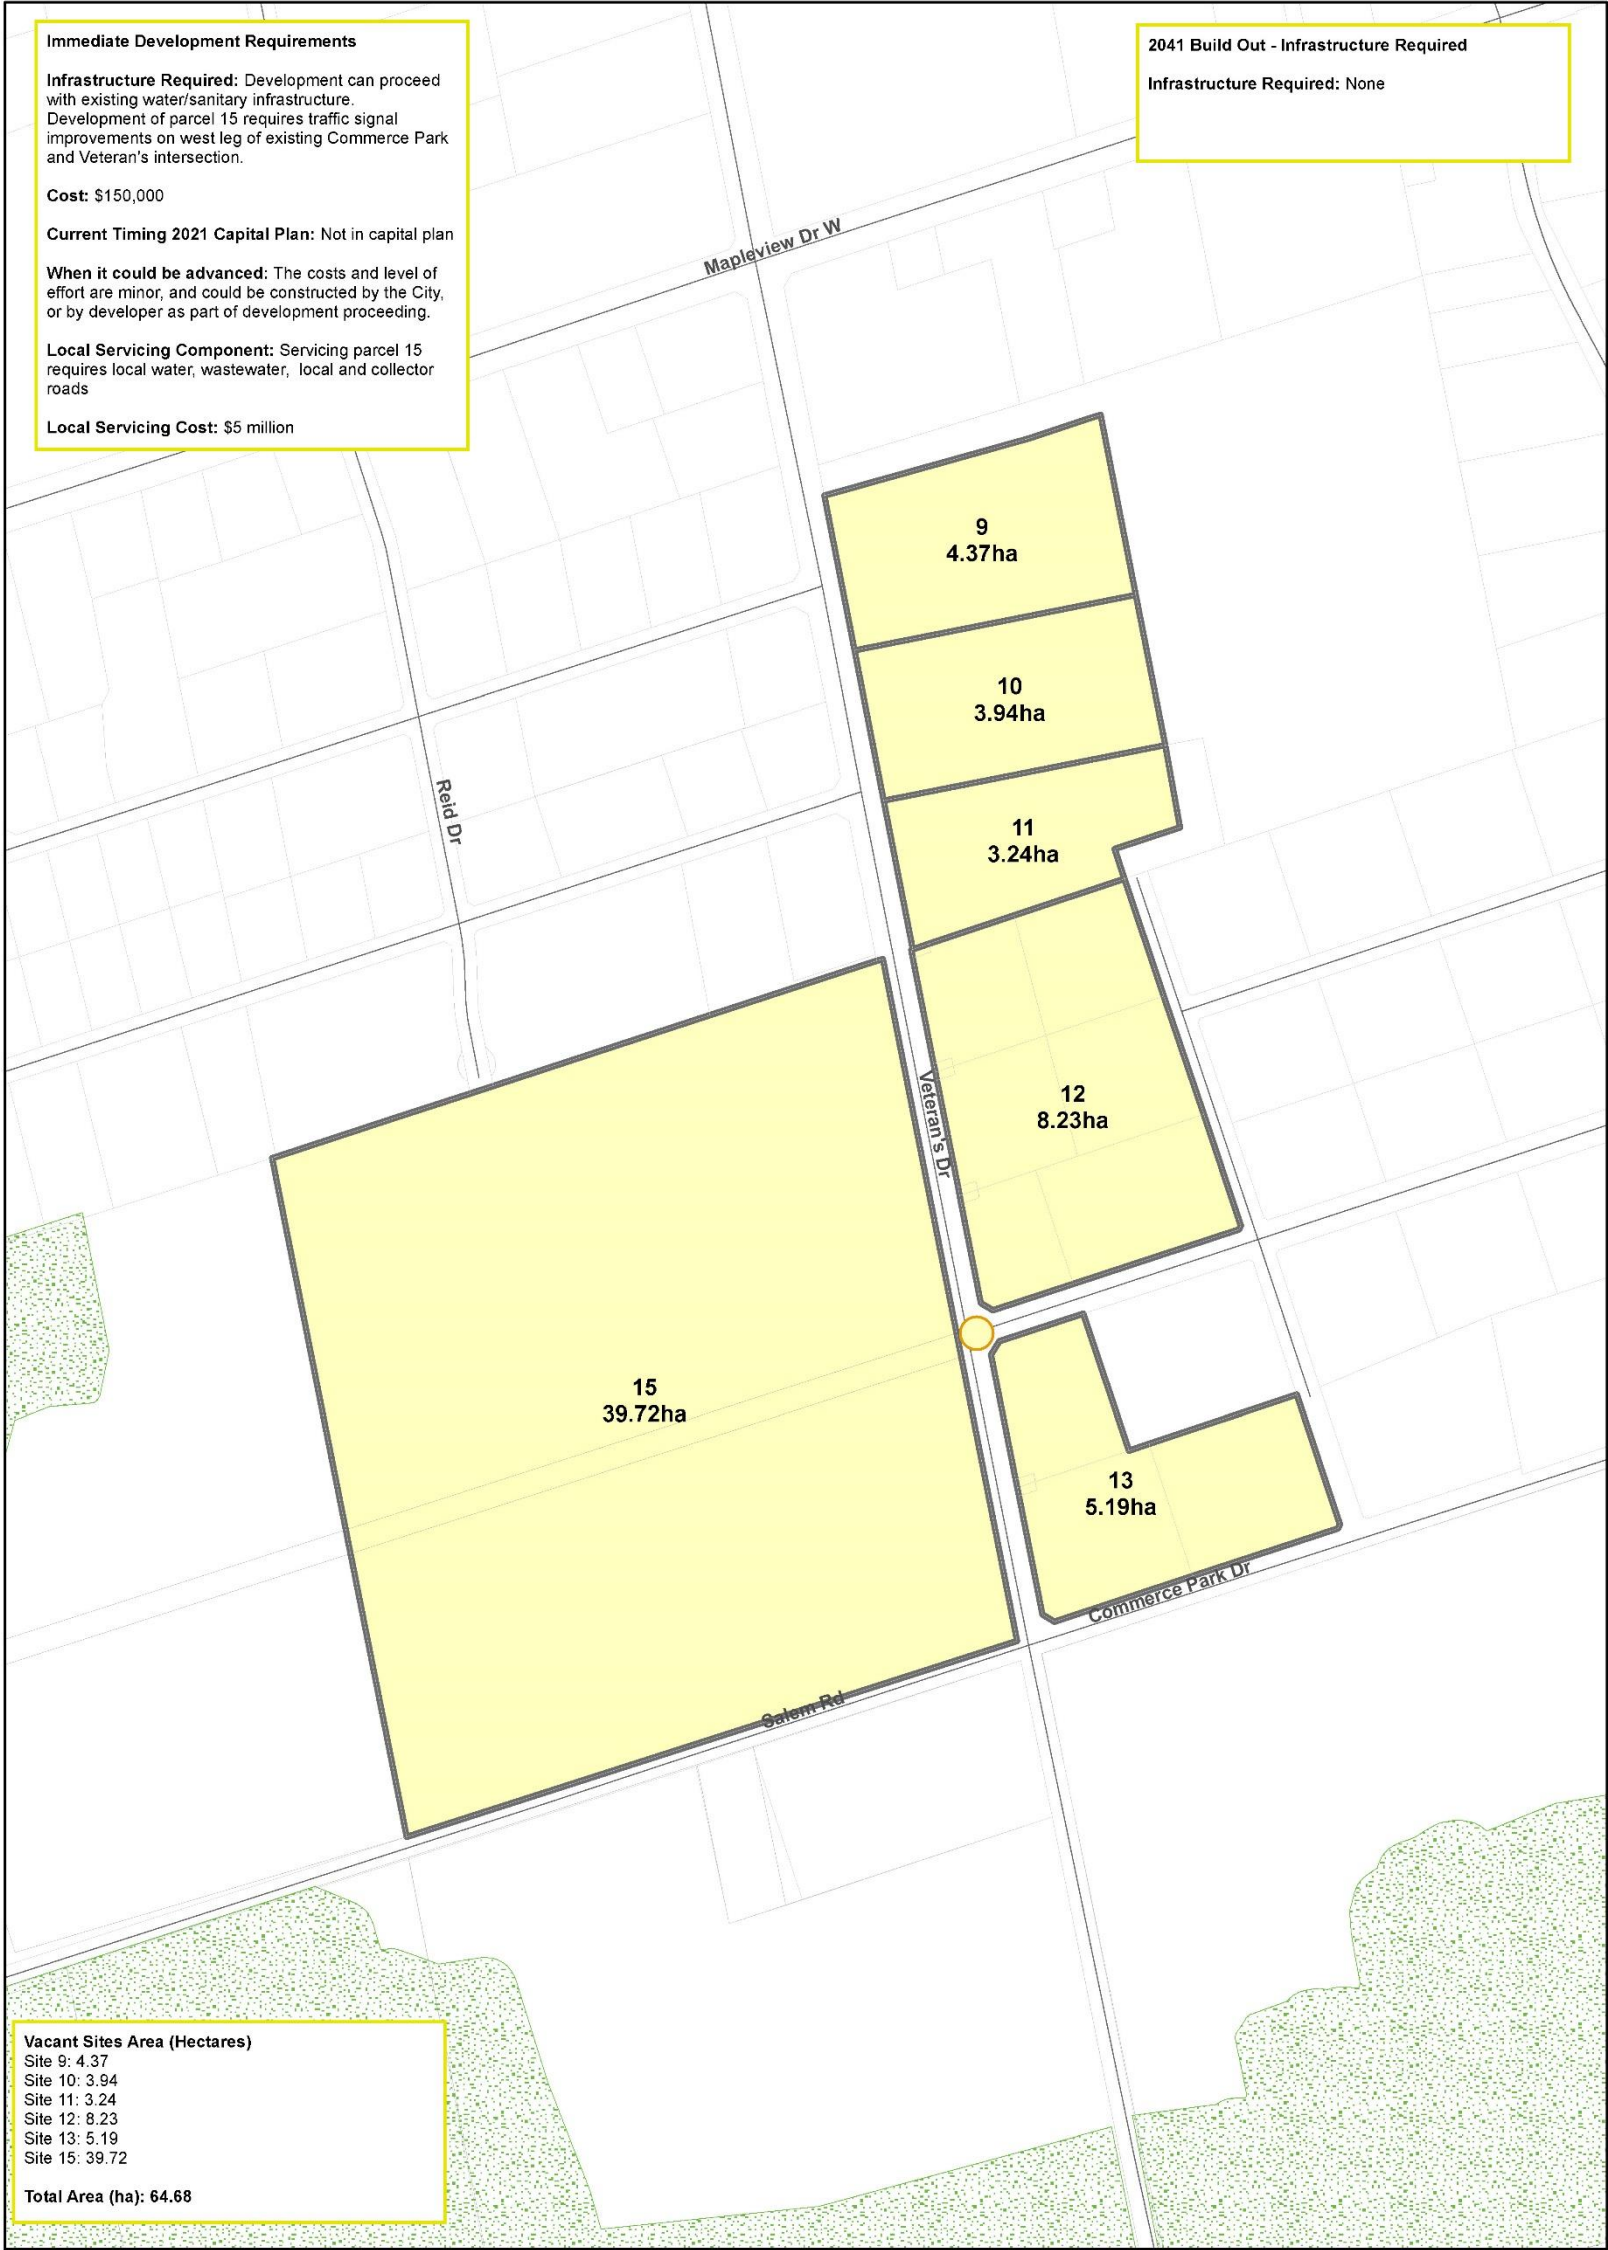 Immediate Development Requirements
Infrastructure Required: Development can proceed
with existing water/sanitary infrastructure.
Development of parcel 15 requires traffic signal
improvements on west leg of existing Commerce Park
and Veteran's intersection.
Cost: $150,000
Current Timing 2021 Capital Plan: Not in capital plan
When it could be advanced: The costs and level of
effort are minor, and could be constructed by the City,
or by developer as part of development proceeding.
Local Servicing Component: Servicing parcel 15
requires local water, wastewater, local and collector
roads
Local Servicing Cost: $5 million
2041 Build Out - Infrastructure Required
Infrastructure Required: None
Mapleview Dr W
9
4.37ha
10
3.94ha
Reid Dr
11
3.24ha
Veteran's Dr
12
8.23ha
15
39.72ha
13
5.19ha
Commerce Park Dr
Salem Rd
Vacant Sites Area (Hectares)
Site 9: 4.37
Site 10: 3.94
Site 11: 3.24
Site 12: 8.23
Site 13: 5.19
Site 15: 39.72
Total Area (ha): 64.68